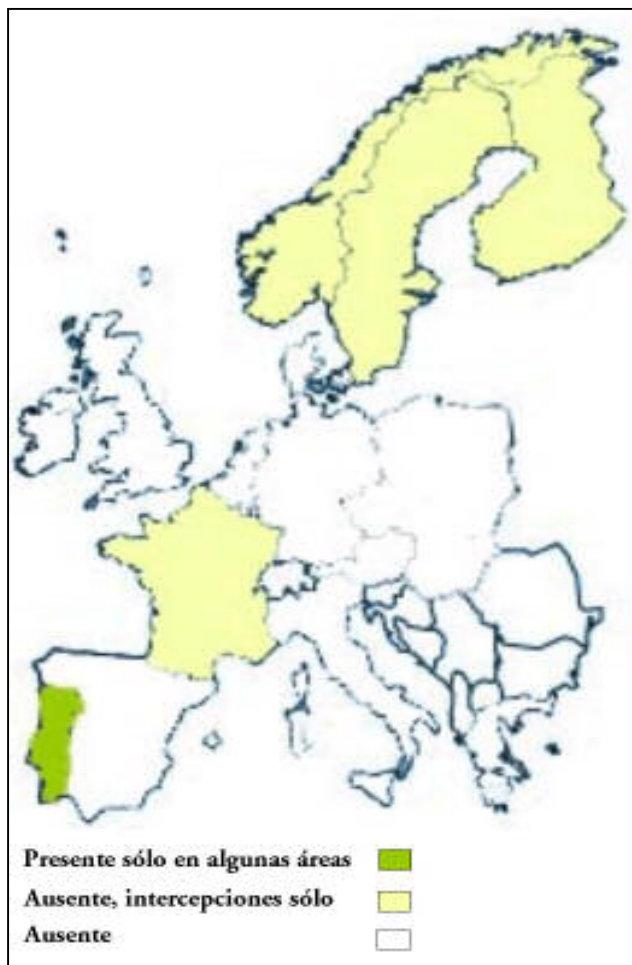 Presente sólo en algunas áreas
Ausente, intercepciones sólo
Ausente